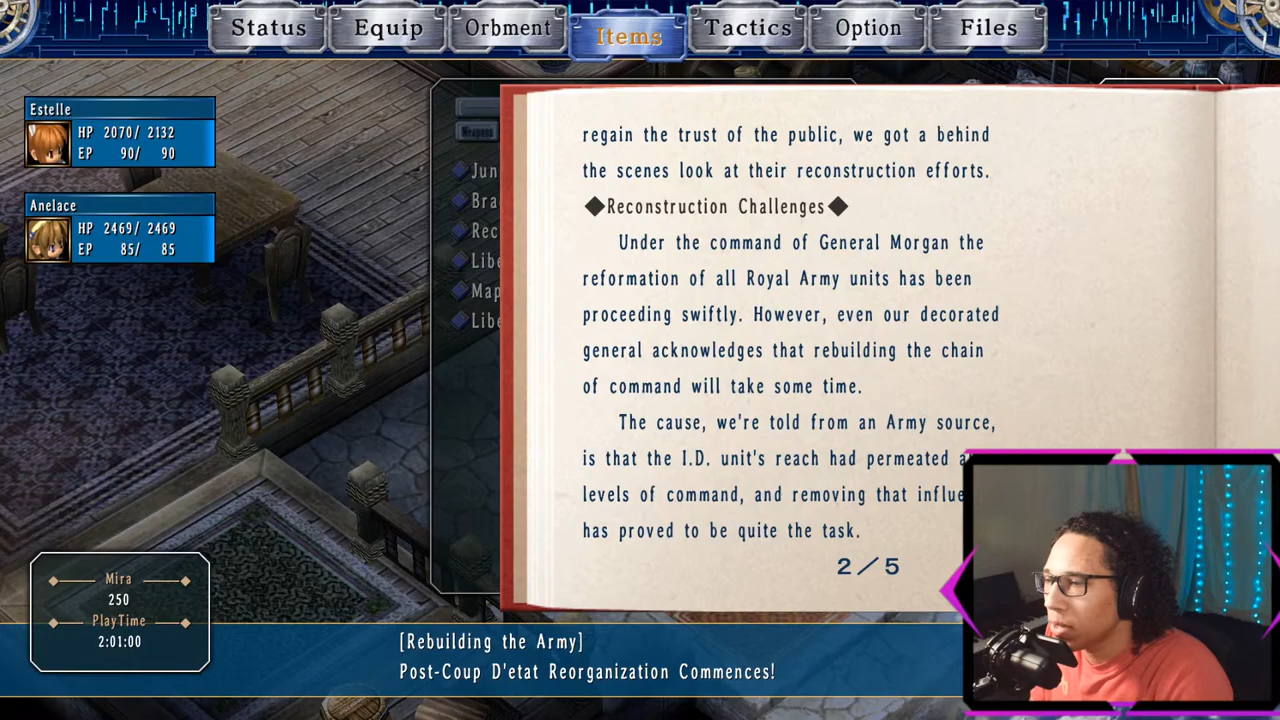 Status Equip Orbment Items Tactics Option Files
Estelle
HP 2070/ 2132
EP 90/ 90
Anelace
HP 2469/ 2469
EP 85/ 85
Weapons
regain the trust of the public, we got a behind
the scenes look at their reconstruction efforts.
◆Reconstruction Challenges◆
Under the command of General Morgan the
reformation of all Royal Army units has been
proceeding swiftly. However, even our decorated
general acknowledges that rebuilding the chain
of command will take some time.
The cause, we're told from an Army source,
is that the I.D. unit's reach had permeated
levels of command, and removing that
has proved to be quite the task.
2/5
Mira
250
PlayTime
2:01:00
[Rebuilding the Army]
Post-Coup D'etat Reorganization Commences!